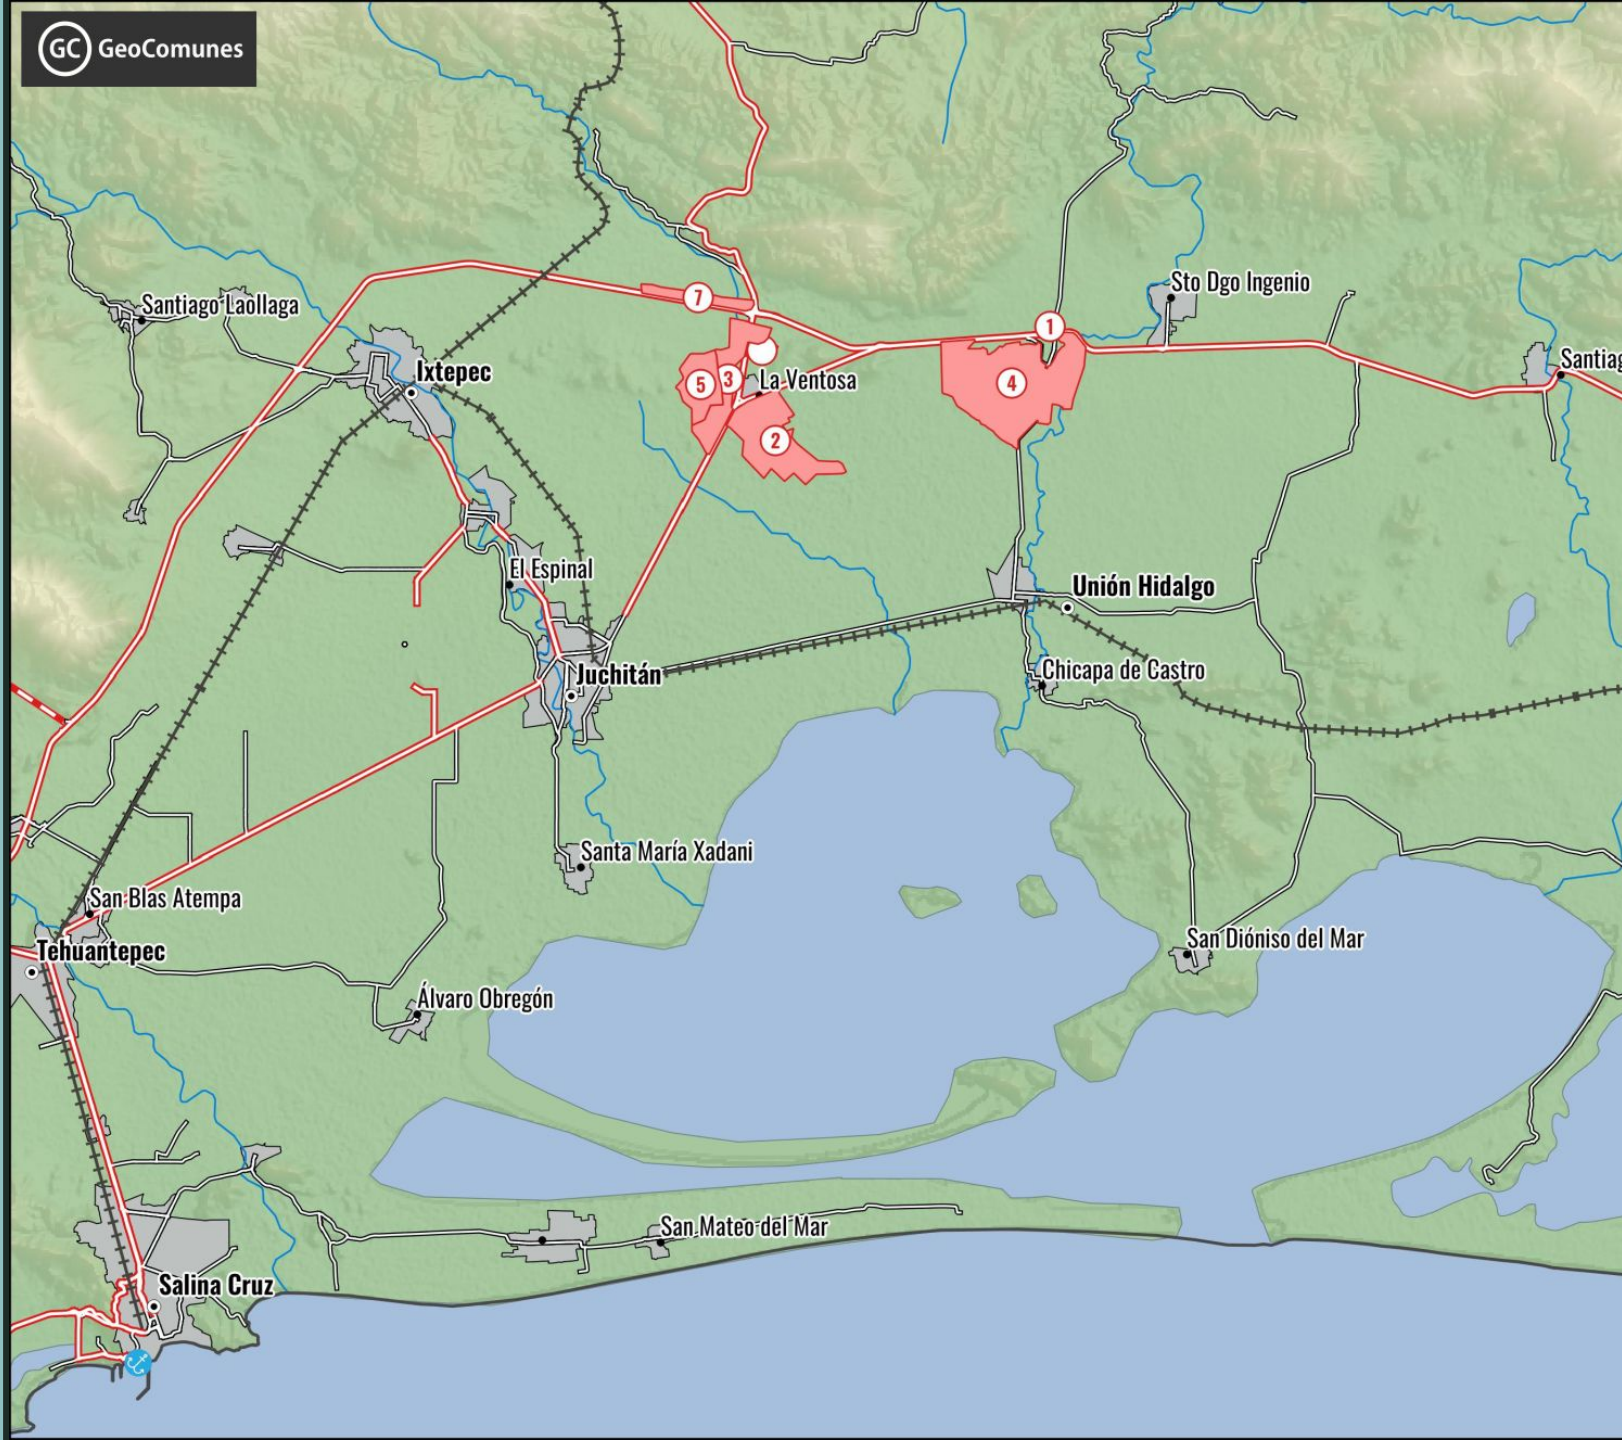 GC GeoComunes
Sto Dgo Ingenio
7
1
Santiago Laollaga
Santiag
Ixtepec
5
3
La Ventosa
4
2
El Espinal
Unión Hidalgo
Juchitán
Chicapa de Castro
Santa María Xadani
San Blas Atempa
San Dióniso del Mar
Tehuantepec
Álvaro Obregón
San Mateo del Mar
Salina Cruz